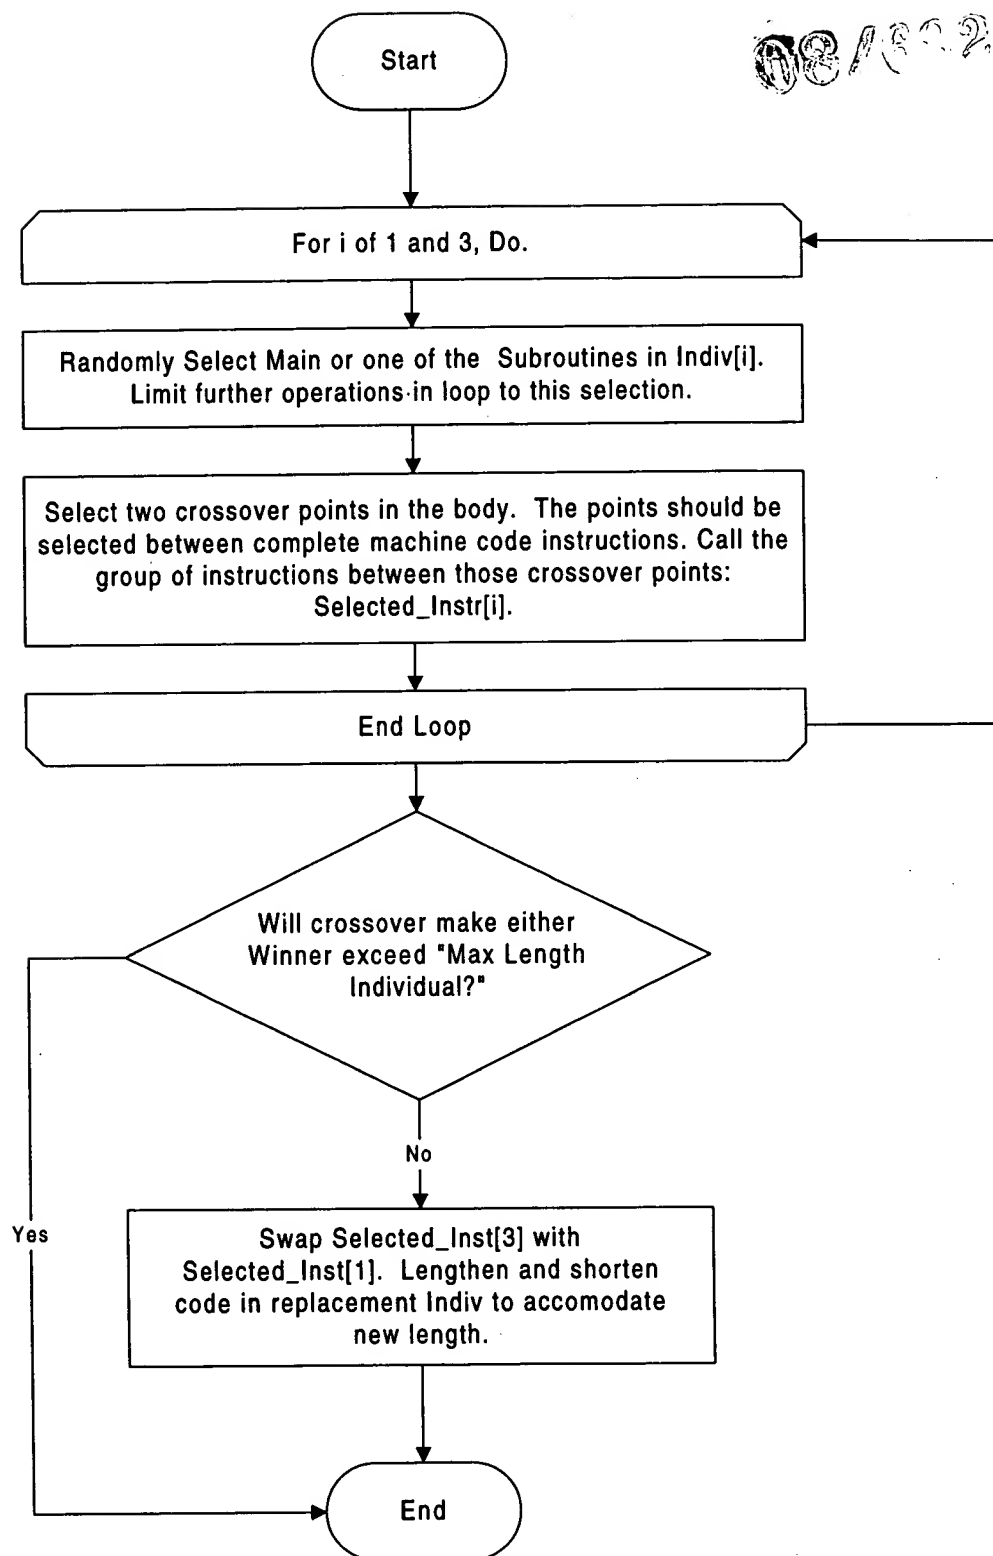 Start
For i of 1 and 3, Do.
Randomly Select Main or one of the Subroutines in Indiv[i].
Limit further operations in loop to this selection.
Select two crossover points in the body. The points should be
selected between complete machine code instructions. Call the
group of instructions between those crossover points:
Selected_Instr[i].
End Loop
Will crossover make either
Winner exceed "Max Length
Individual?"
No
Yes
Swap Selected_Inst[3] with
Selected_Inst[1]. Lengthen and shorten
code in replacement Indiv to accomodate
new length.
End